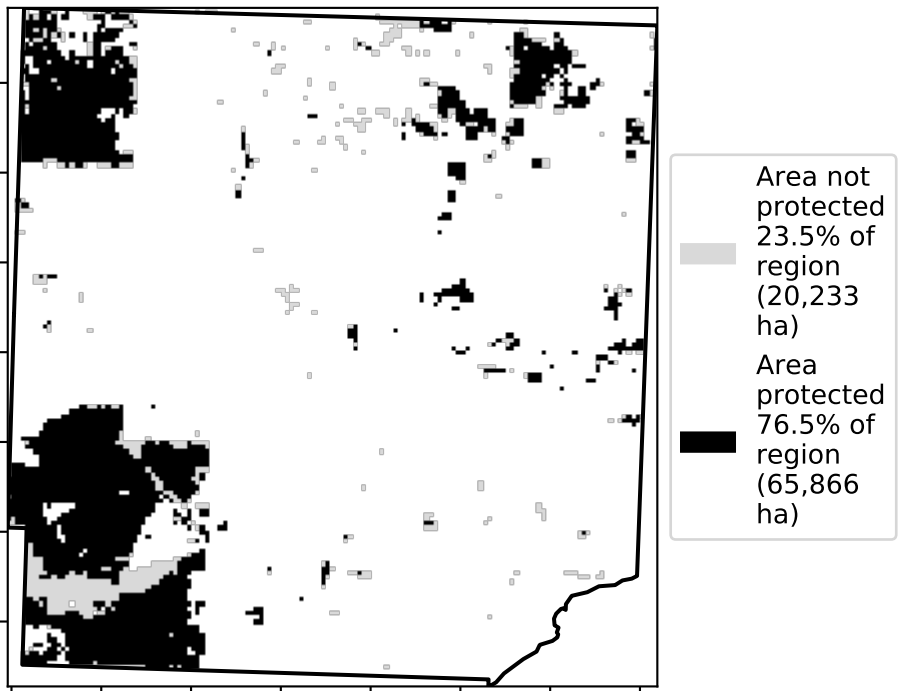 Area not
protected
23.5% of
region
(20,233
ha)
Area
protected
76.5% of
region
(65,866
ha)